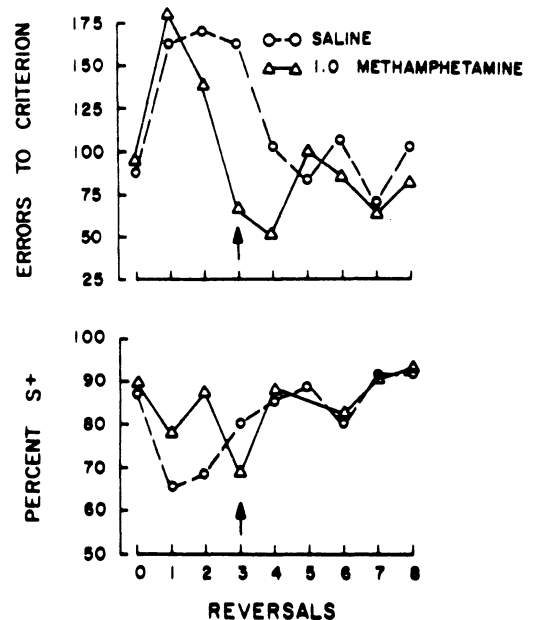 ERRORS TO CRITERION
175
150
125
100
75
50
25
SALINE
1.0 METHAMPHETAMINE
PERCENT S+
100
90
80
70
60
50
0 1 2 3 4 5 6 7 8
REVERSALS